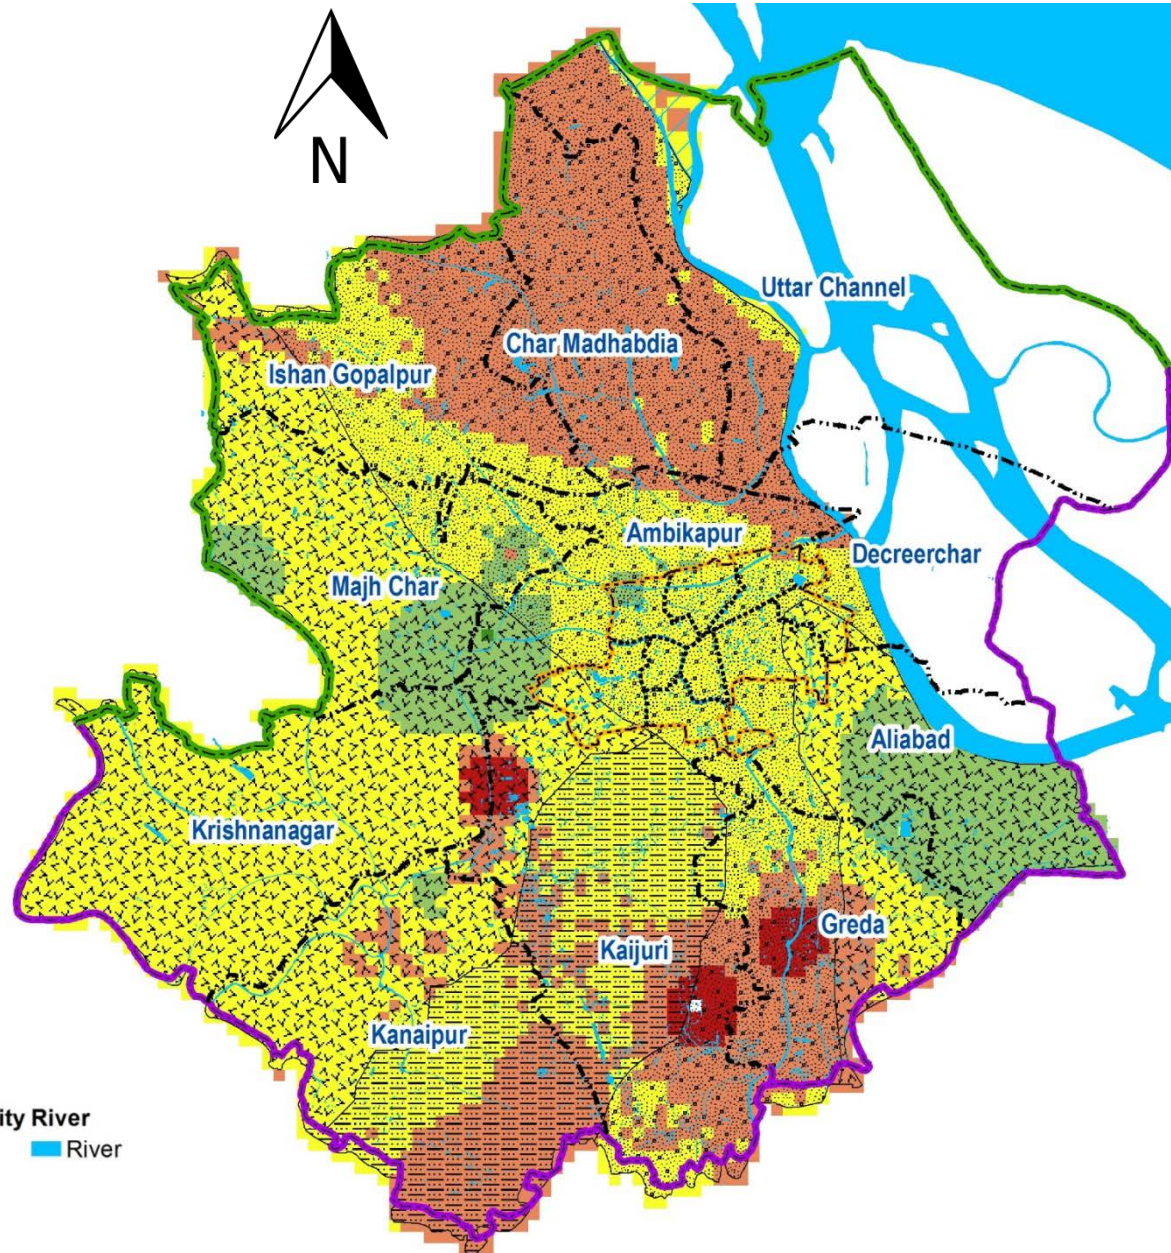 N
Uttar Channel
Char Madhabdia
Ishan Gopalpur
Ambikapur
Decreerchar
Majh Char
Aliabad
Krishnanagar
Greda
Kaijuri
Kanaipur
ity River
River